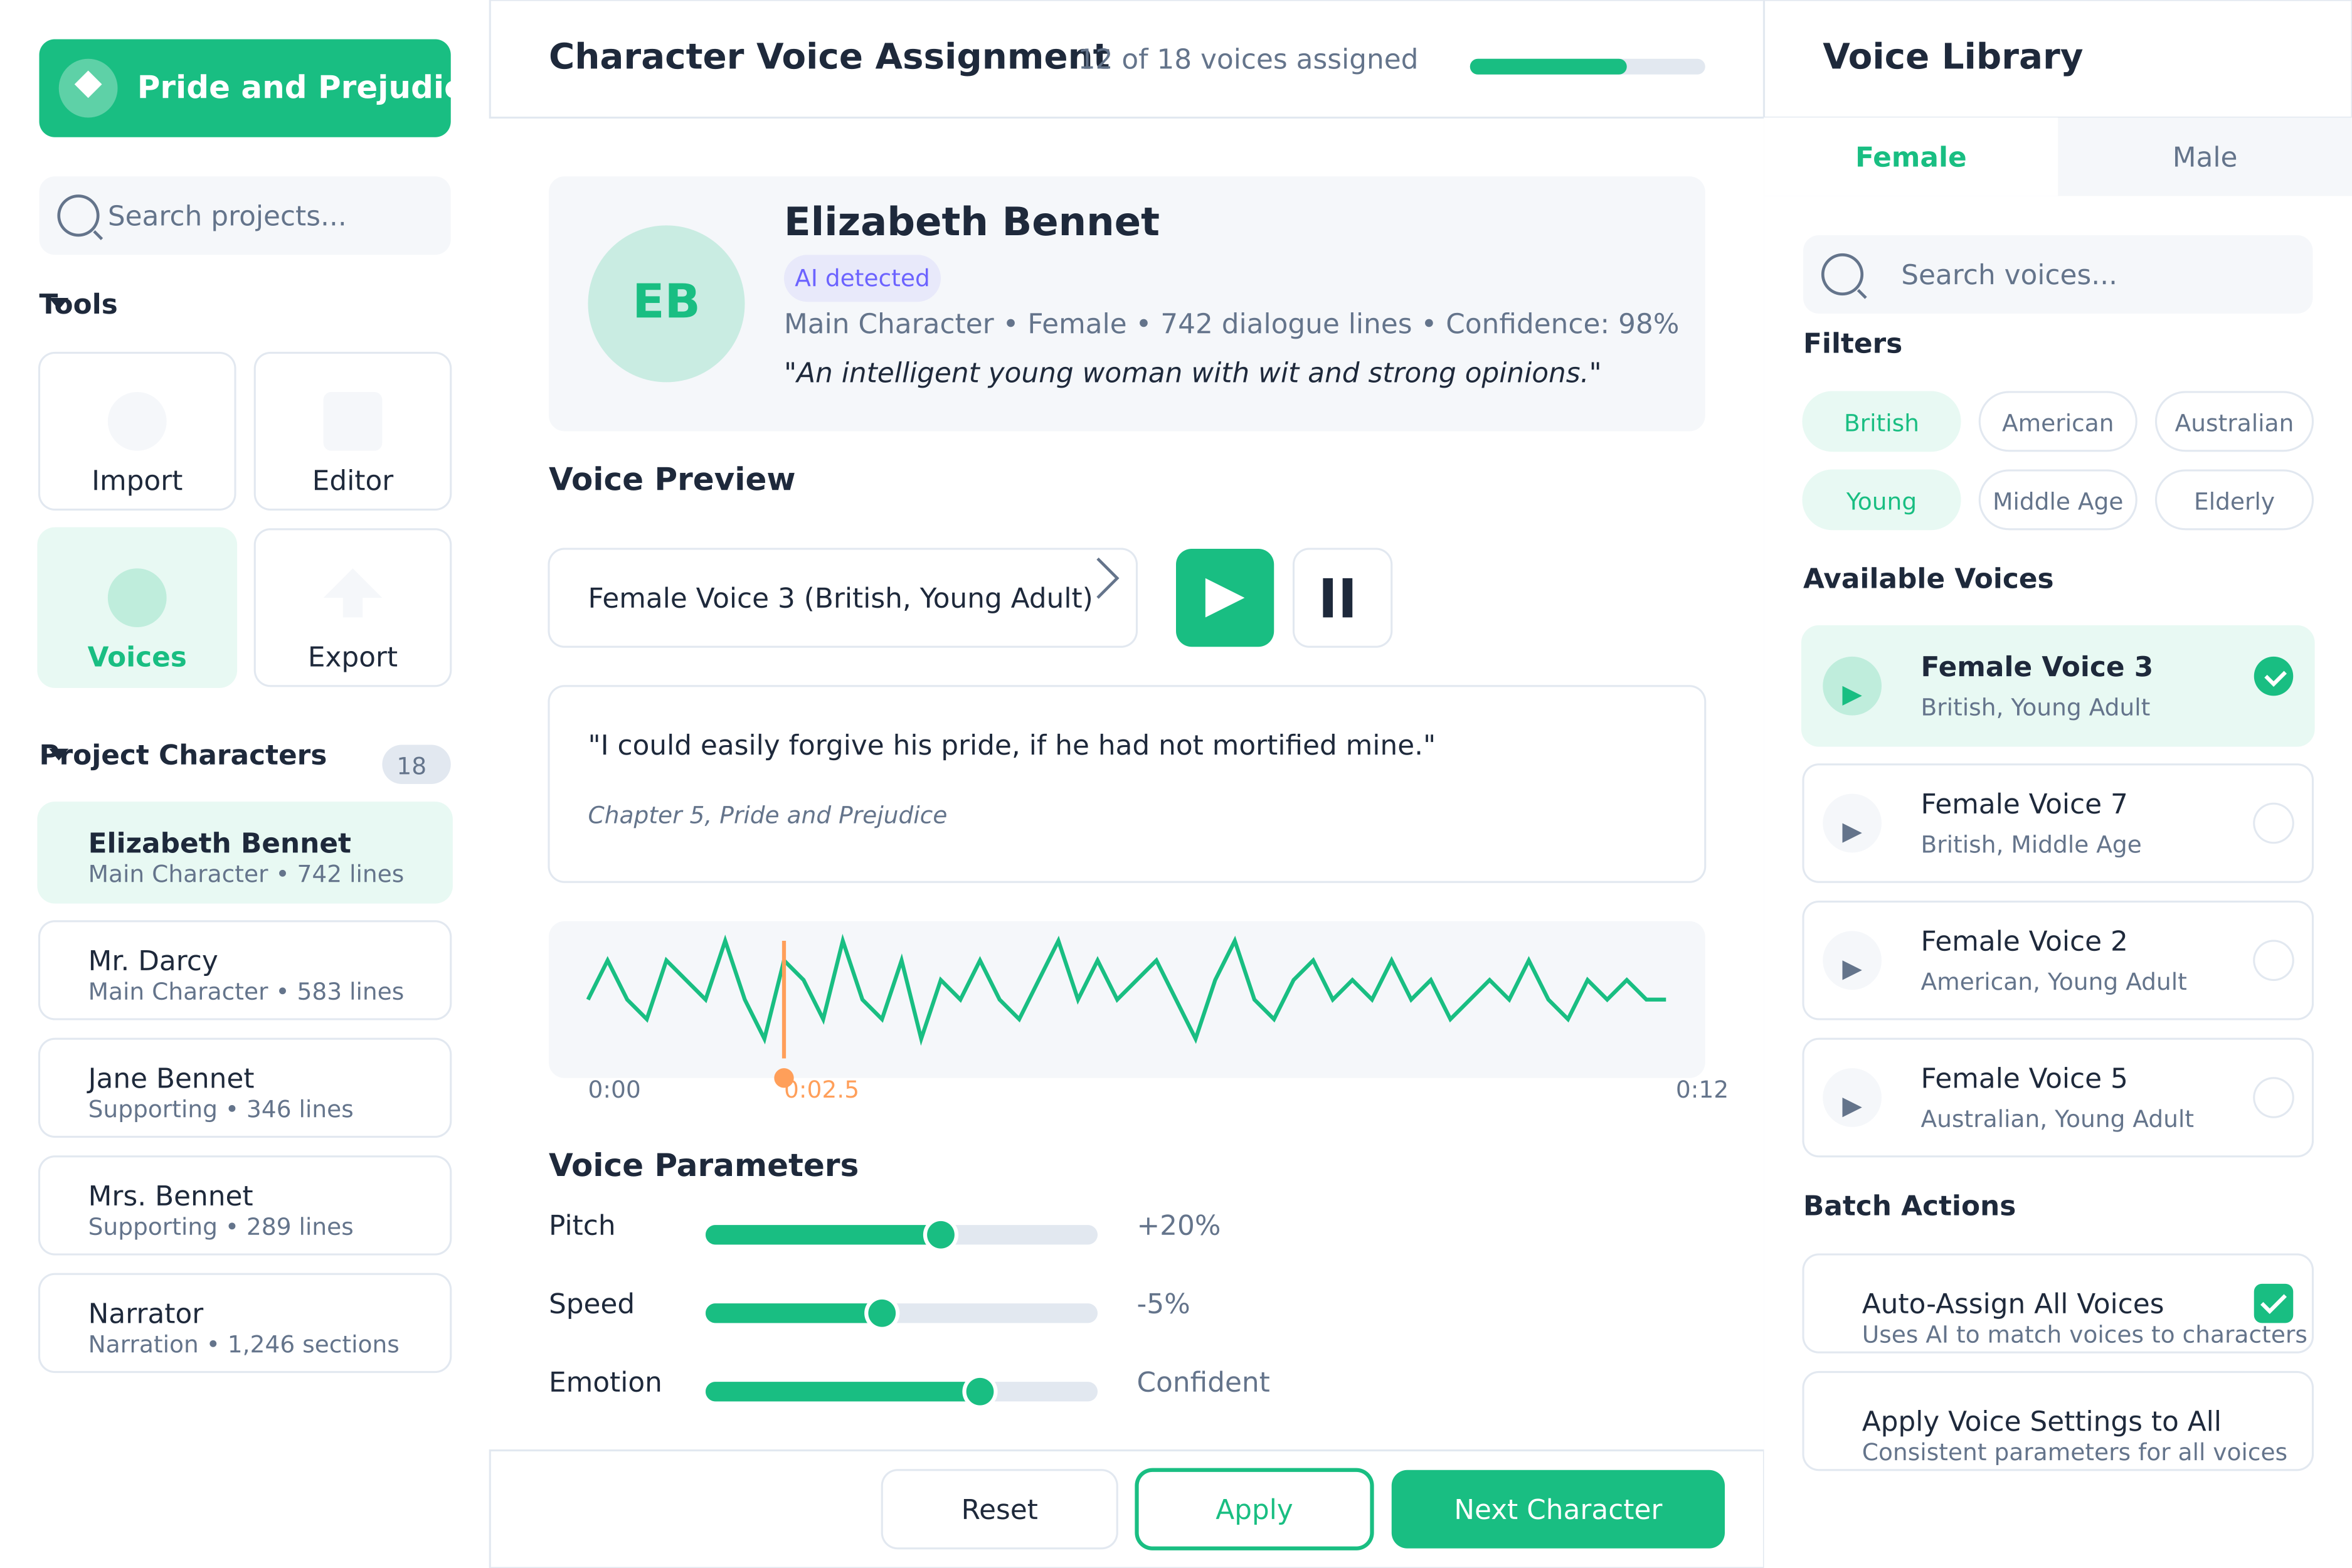 Pride and Prejudic
Search projects...
Tools
Import
Editor
Voices
Export
Project Characters
18
Elizabeth Bennet
Main Character • 742 lines
Mr. Darcy
Main Character • 583 lines
Jane Bennet
Supporting • 346 lines
Mrs. Bennet
Supporting • 289 lines
Narrator
Narration • 1,246 sections
Character Voice Assignment
12 of 18 voices assigned
EB
Elizabeth Bennet
AI detected
Main Character • Female • 742 dialogue lines • Confidence: 98%
"An intelligent young woman with wit and strong opinions."
Voice Preview
Female Voice 3 (British, Young Adult)
"I could easily forgive his pride, if he had not mortified mine."
Chapter 5, Pride and Prejudice
0:00
0:02.5
0:12
Voice Parameters
Pitch
+20%
Speed
-5%
Emotion
Confident
Reset
Apply
Next Character
Voice Library
Female
Male
Search voices...
Filters
British
American
Australian
Young
Middle Age
Elderly
Available Voices
Female Voice 3
British, Young Adult
Female Voice 7
British, Middle Age
Female Voice 2
American, Young Adult
Female Voice 5
Australian, Young Adult
Batch Actions
Auto-Assign All Voices
Uses AI to match voices to characters
Apply Voice Settings to All
Consistent parameters for all voices